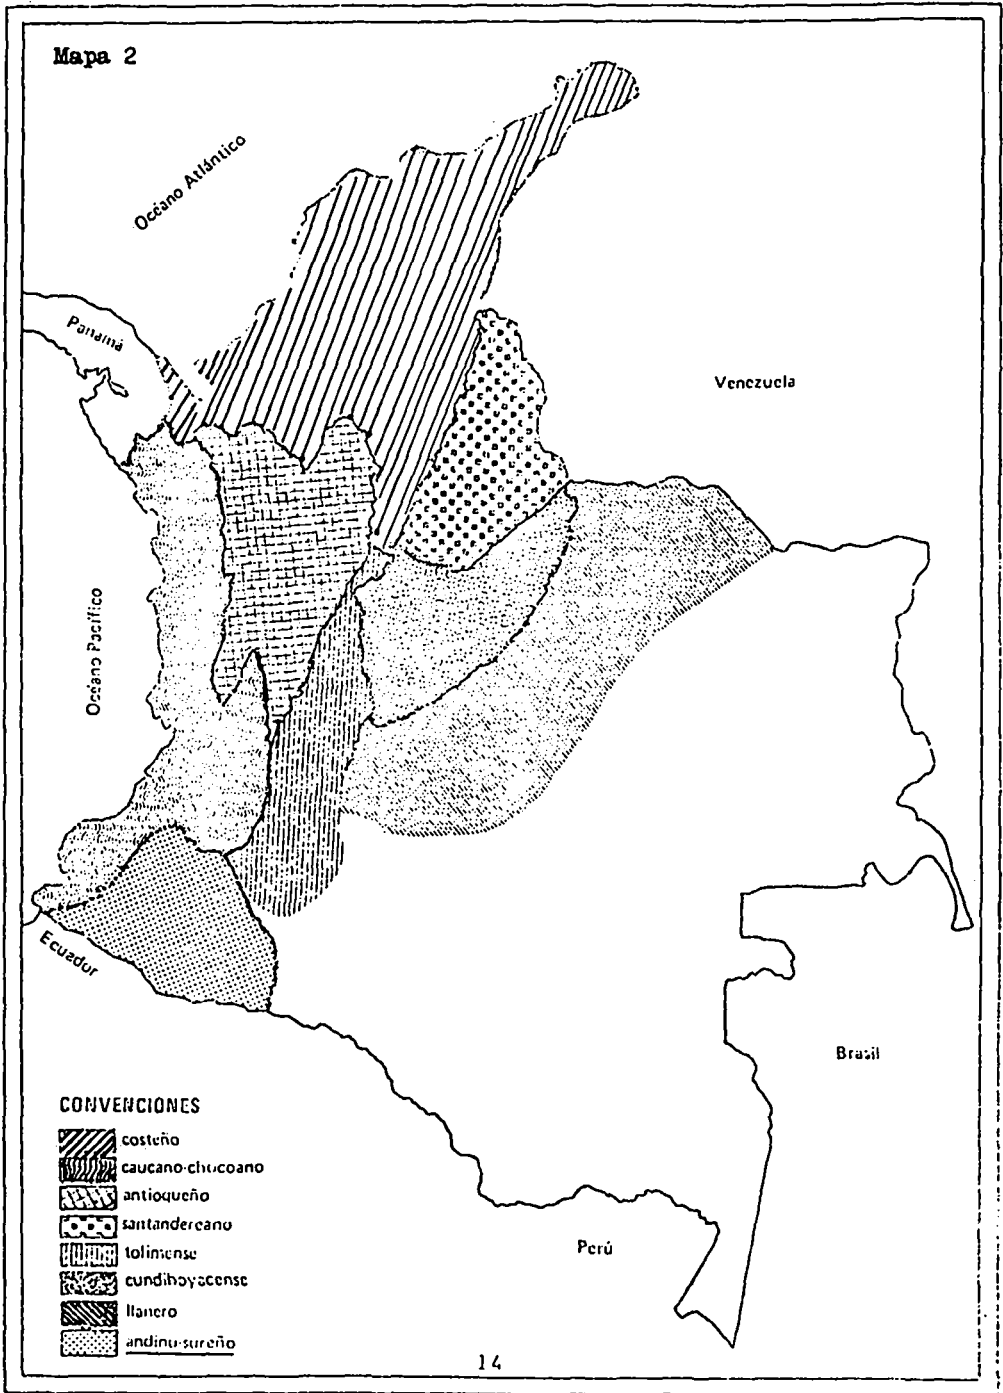 Mapa 2
Océano Atlántico
Panamá
Venezuela
Océano Pacífico
Ecuador
Brasil
Perú
CONVENCIONES
costeño
caucano-chocoano
antioqueño
santandereano
tolimense
cundiboyacense
llanero
andino-sureño
14